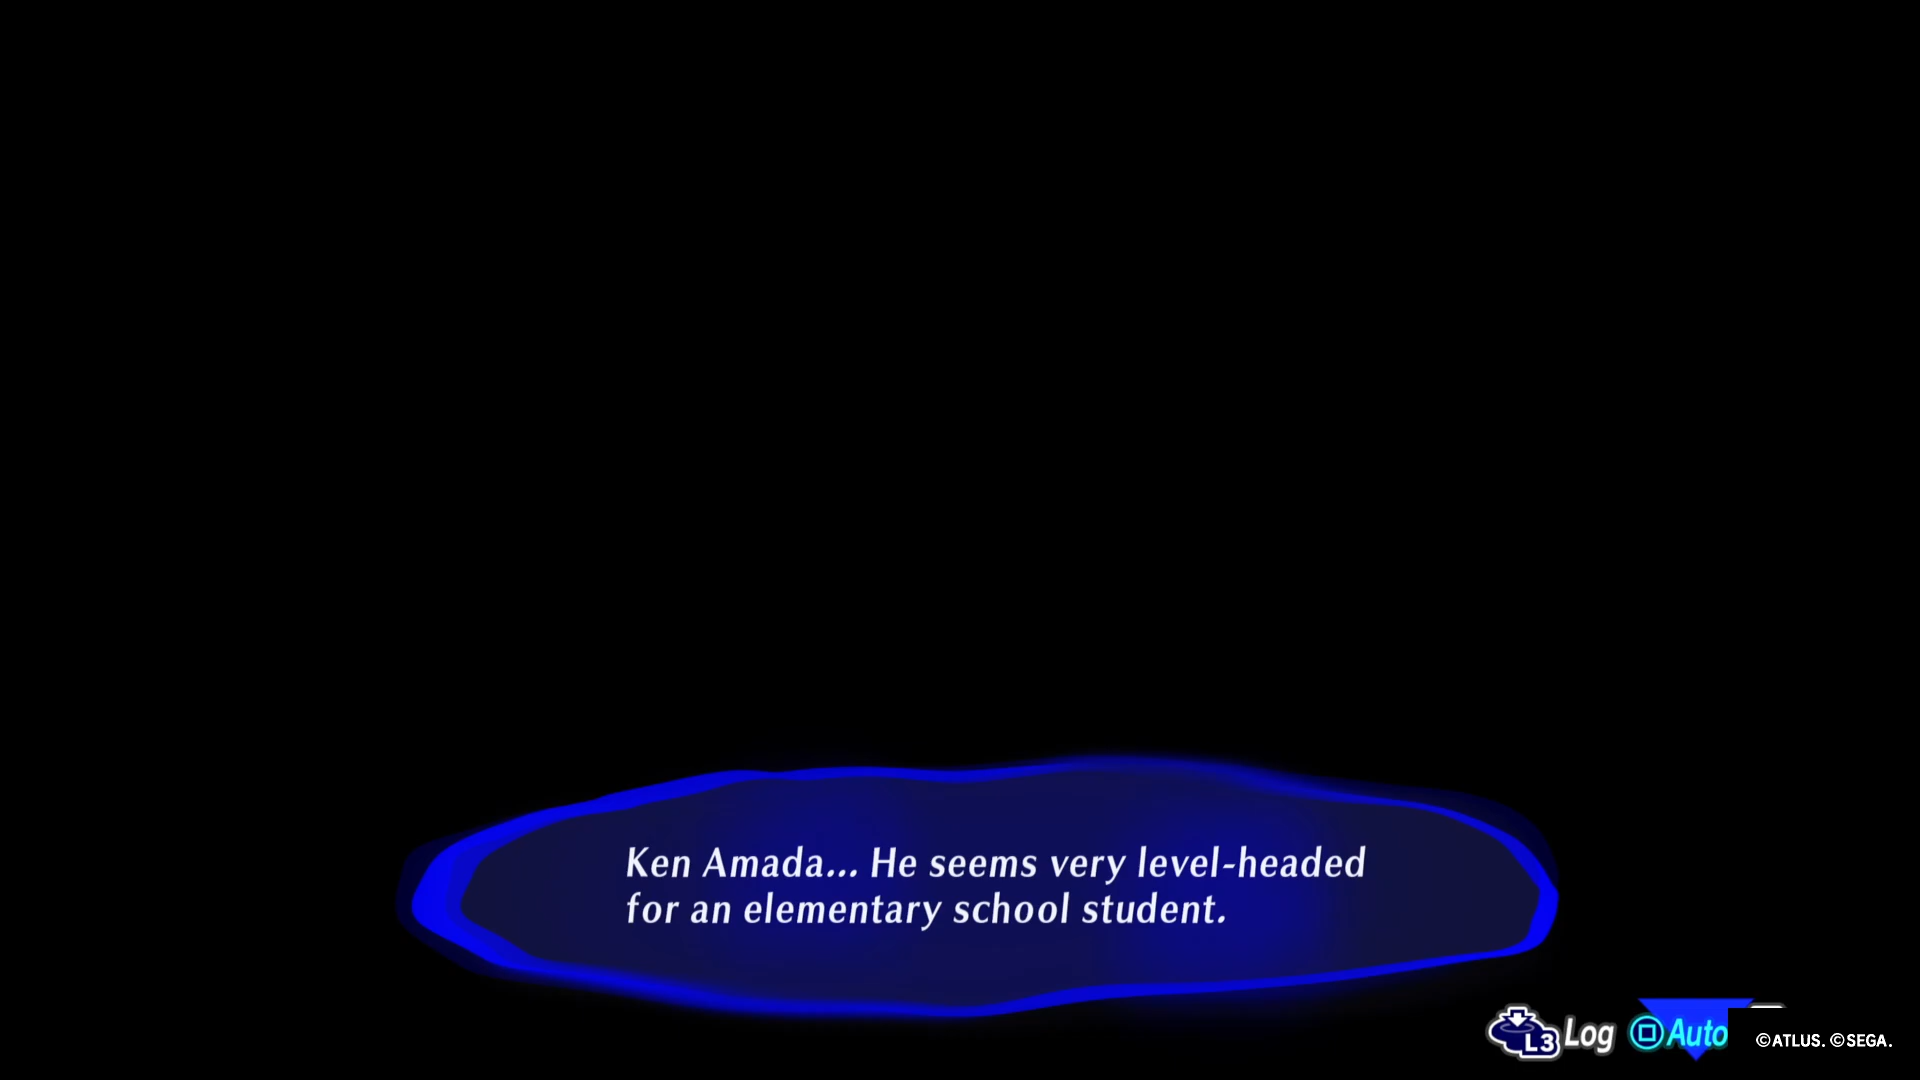 Ken Amada... He seems very level-headed
for an elementary school student.
L3 Log Auto
©ATLUS. ©SEGA.